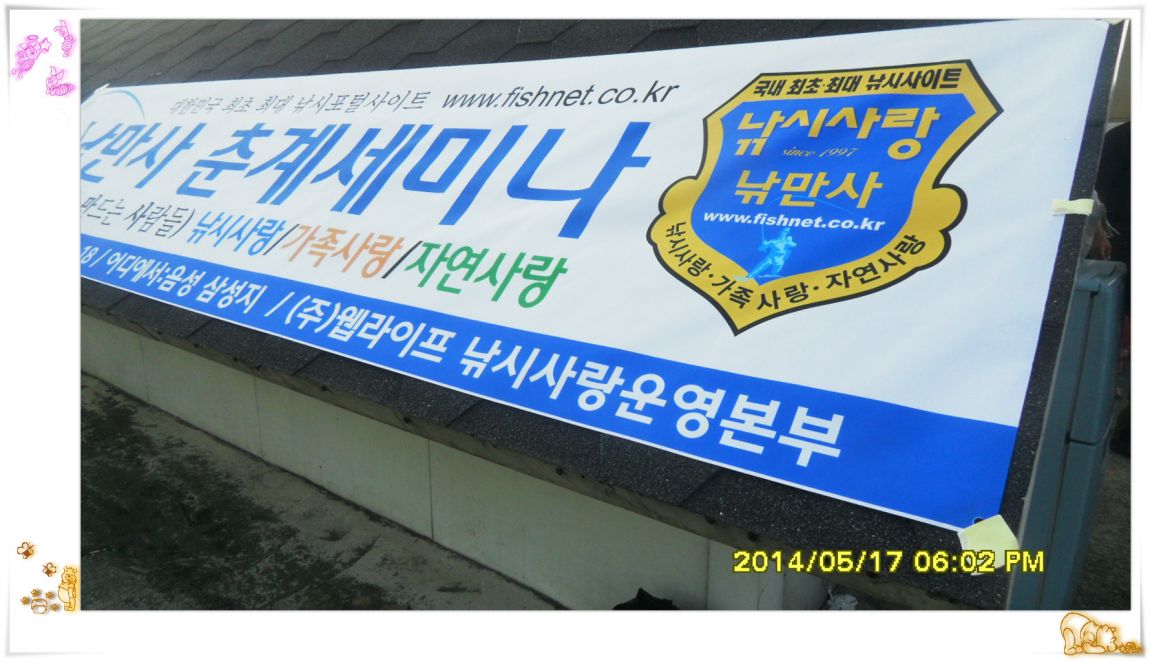 대한민국 최초 최대 낚시포털사이트 www.fishnet.co.kr
낚만사 춘계세미나
만드는 사람들) 낚시사랑/가족사랑/자연사랑
18 / 어디에서:음성 삼성지 / (주)웹라이프 낚시사랑운영본부
국내 최초·최대 낚시사이트
낚시사랑
since 1997
낚만사
www.fishnet.co.kr
낚시사랑·가족사랑·자연사랑
2014/05/17 06:02 PM